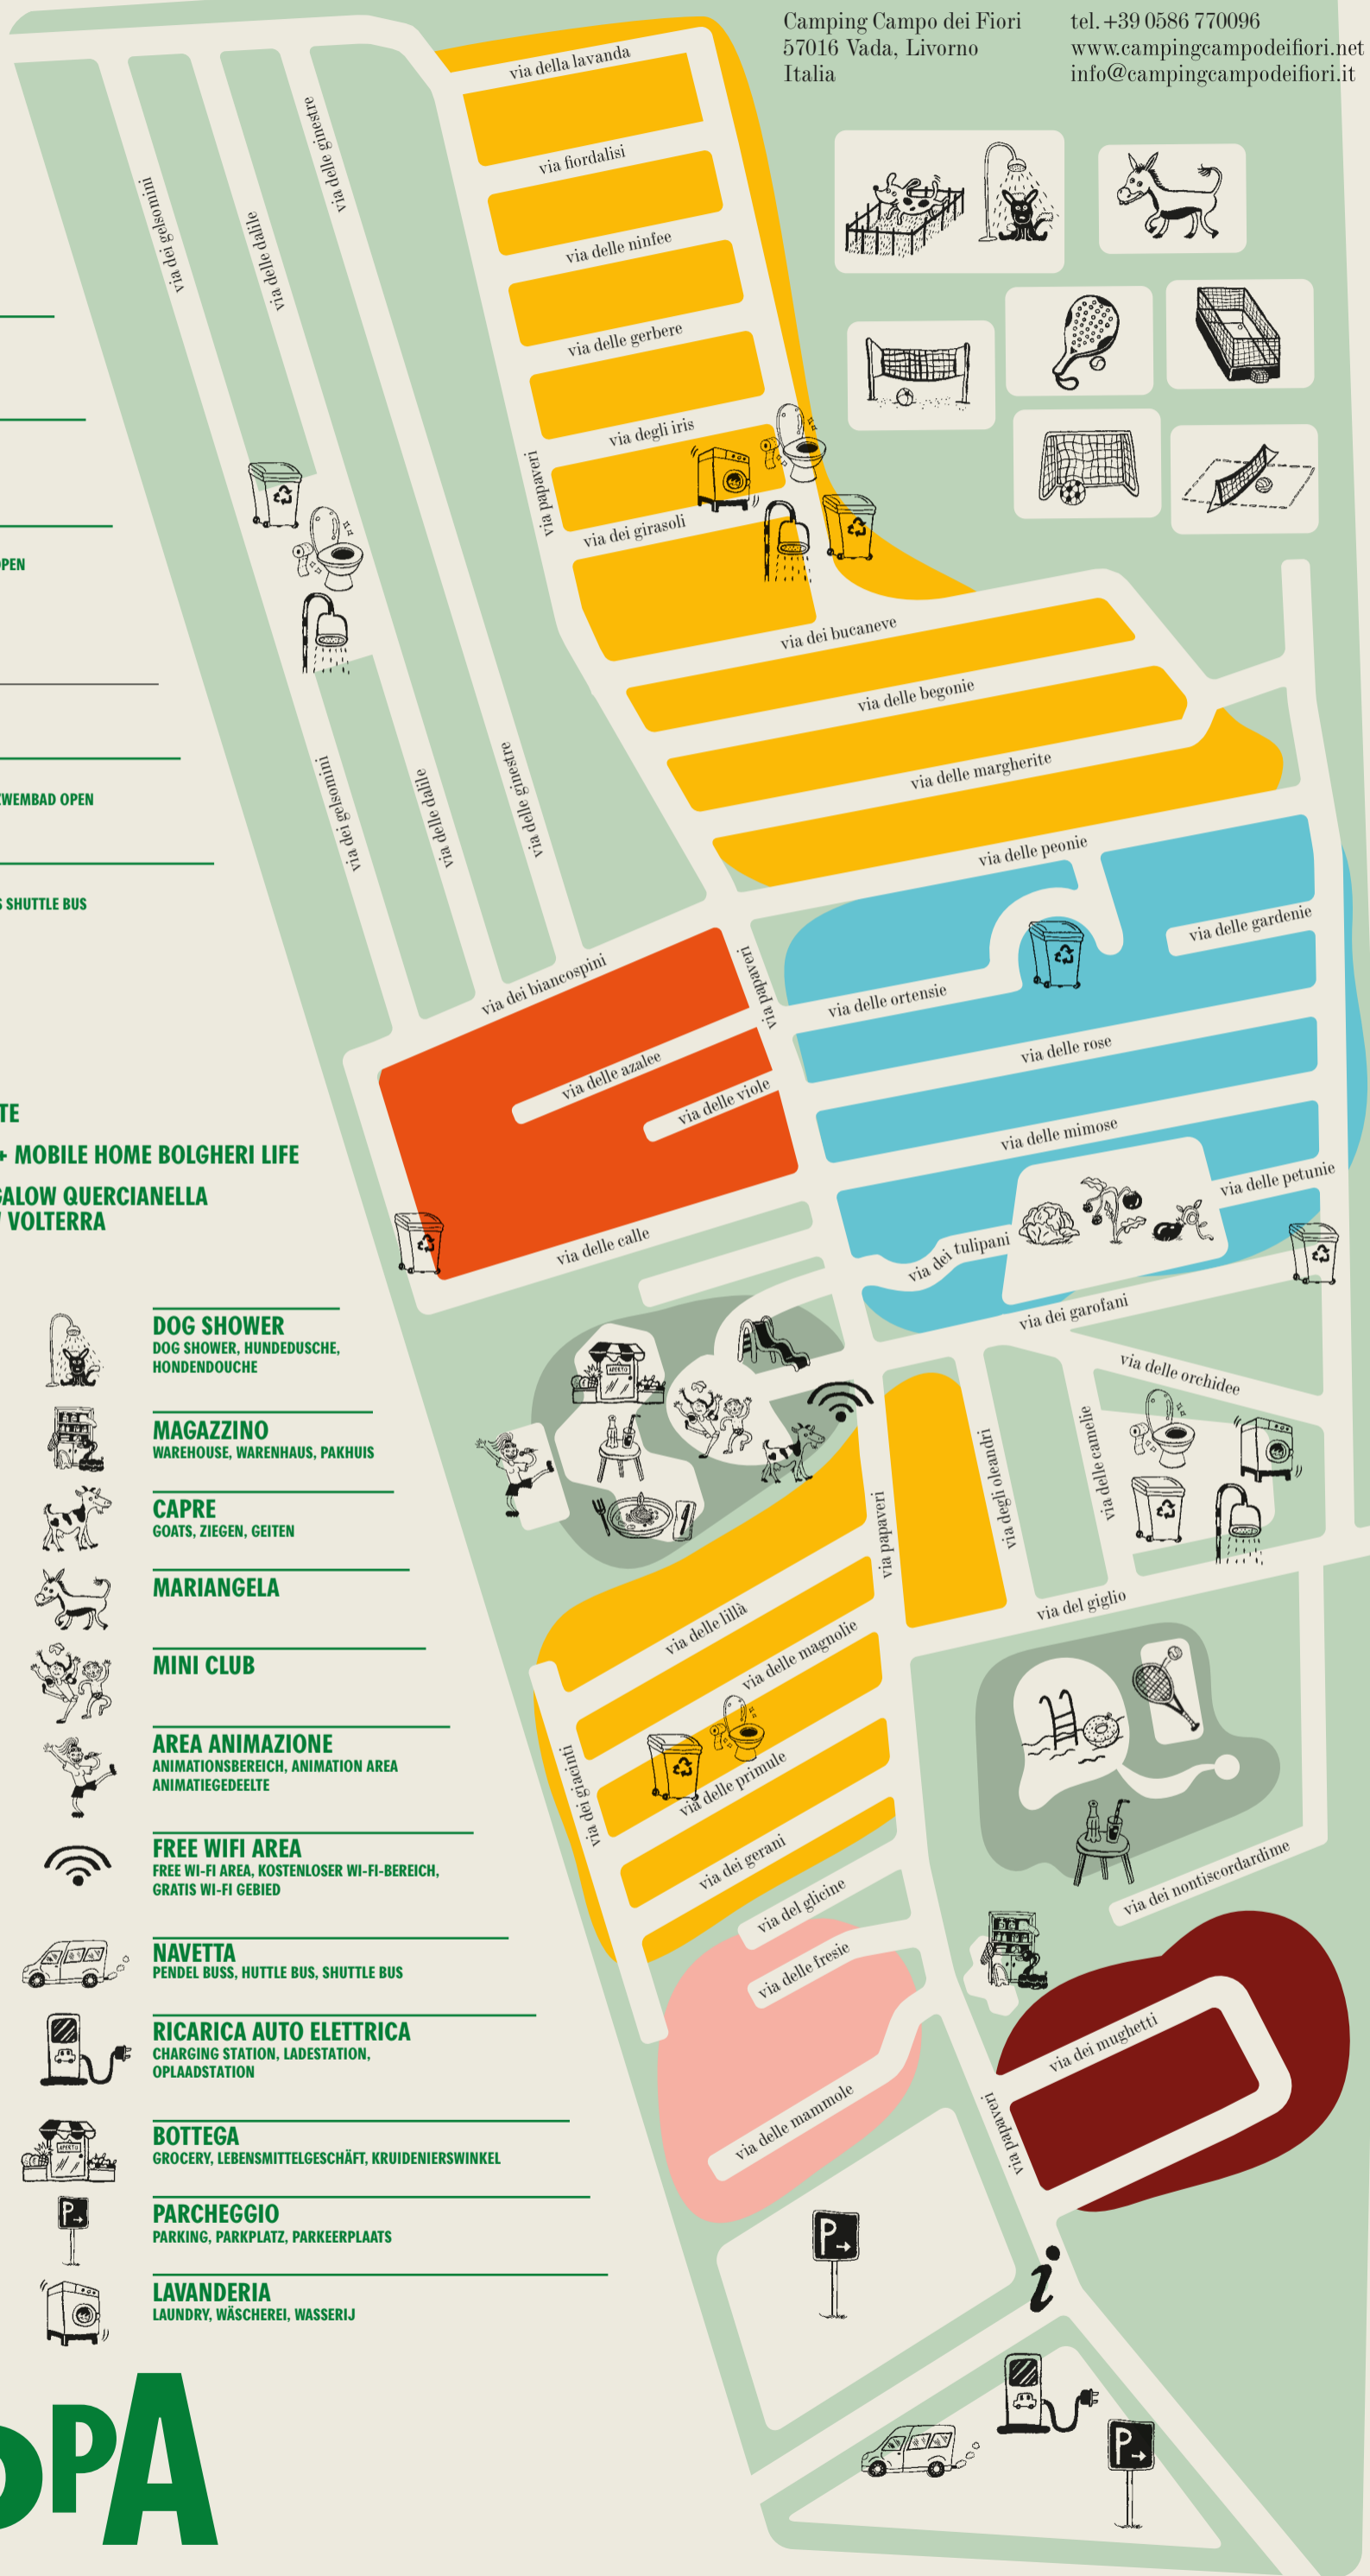 Camping Campo dei Fiori
57016 Vada, Livorno
Italia
tel. +39 0586 770096
www.campingcampodeifiori.net
info@campingcampodeifiori.it
via della lavanda
via fiordalisi
via delle ninfee
via delle gerbere
via degli iris
via dei girasoli
via papaveri
via dei gelsomini
via delle dalile
via delle ginestre
via dei bucaneve
via delle begonie
via delle margherite
via delle peonie
via dei gelsomini
via delle dalile
via delle ginestre
via delle gardenie
via delle ortensie
via delle rose
via delle mimose
via delle petunie
via dei tulipani
via dei garofani
via dei biancospini
via delle azalee
via delle viole
via papaveri
via delle calle
APERTO
via delle orchidee
via delle camelie
via degli oleandri
via papaveri
via del giglio
via delle lillà
via delle magnolie
via delle primule
via dei gerani
via dei giacinti
via del glicine
via delle fresie
via delle mammole
via dei nontiscordardime
via dei mughetti
via papaveri
P
i
P
OPEN
ZWEMBAD OPEN
S SHUTTLE BUS
TE
+ MOBILE HOME BOLGHERI LIFE
GALOW QUERCIANELLA
VOLTERRA
DOG SHOWER
DOG SHOWER, HUNDEDUSCHE,
HONDENDOUCHE
MAGAZZINO
WAREHOUSE, WARENHAUS, PAKHUIS
CAPRE
GOATS, ZIEGEN, GEITEN
MARIANGELA
MINI CLUB
AREA ANIMAZIONE
ANIMATIONSBEREICH, ANIMATION AREA
ANIMATIEGEDEELTE
FREE WIFI AREA
FREE WI-FI AREA, KOSTENLOSER WI-FI-BEREICH,
GRATIS WI-FI GEBIED
NAVETTA
PENDEL BUSS, HUTTLE BUS, SHUTTLE BUS
RICARICA AUTO ELETTRICA
CHARGING STATION, LADESTATION,
OPLAADSTATION
BOTTEGA
GROCERY, LEBENSMITTELGESCHÄFT, KRUIDENIERSWINKEL
APERTO
PARCHEGGIO
PARKING, PARKPLATZ, PARKEERPLAATS
P
LAVANDERIA
LAUNDRY, WÄSCHEREI, WASSERIJ
OPA